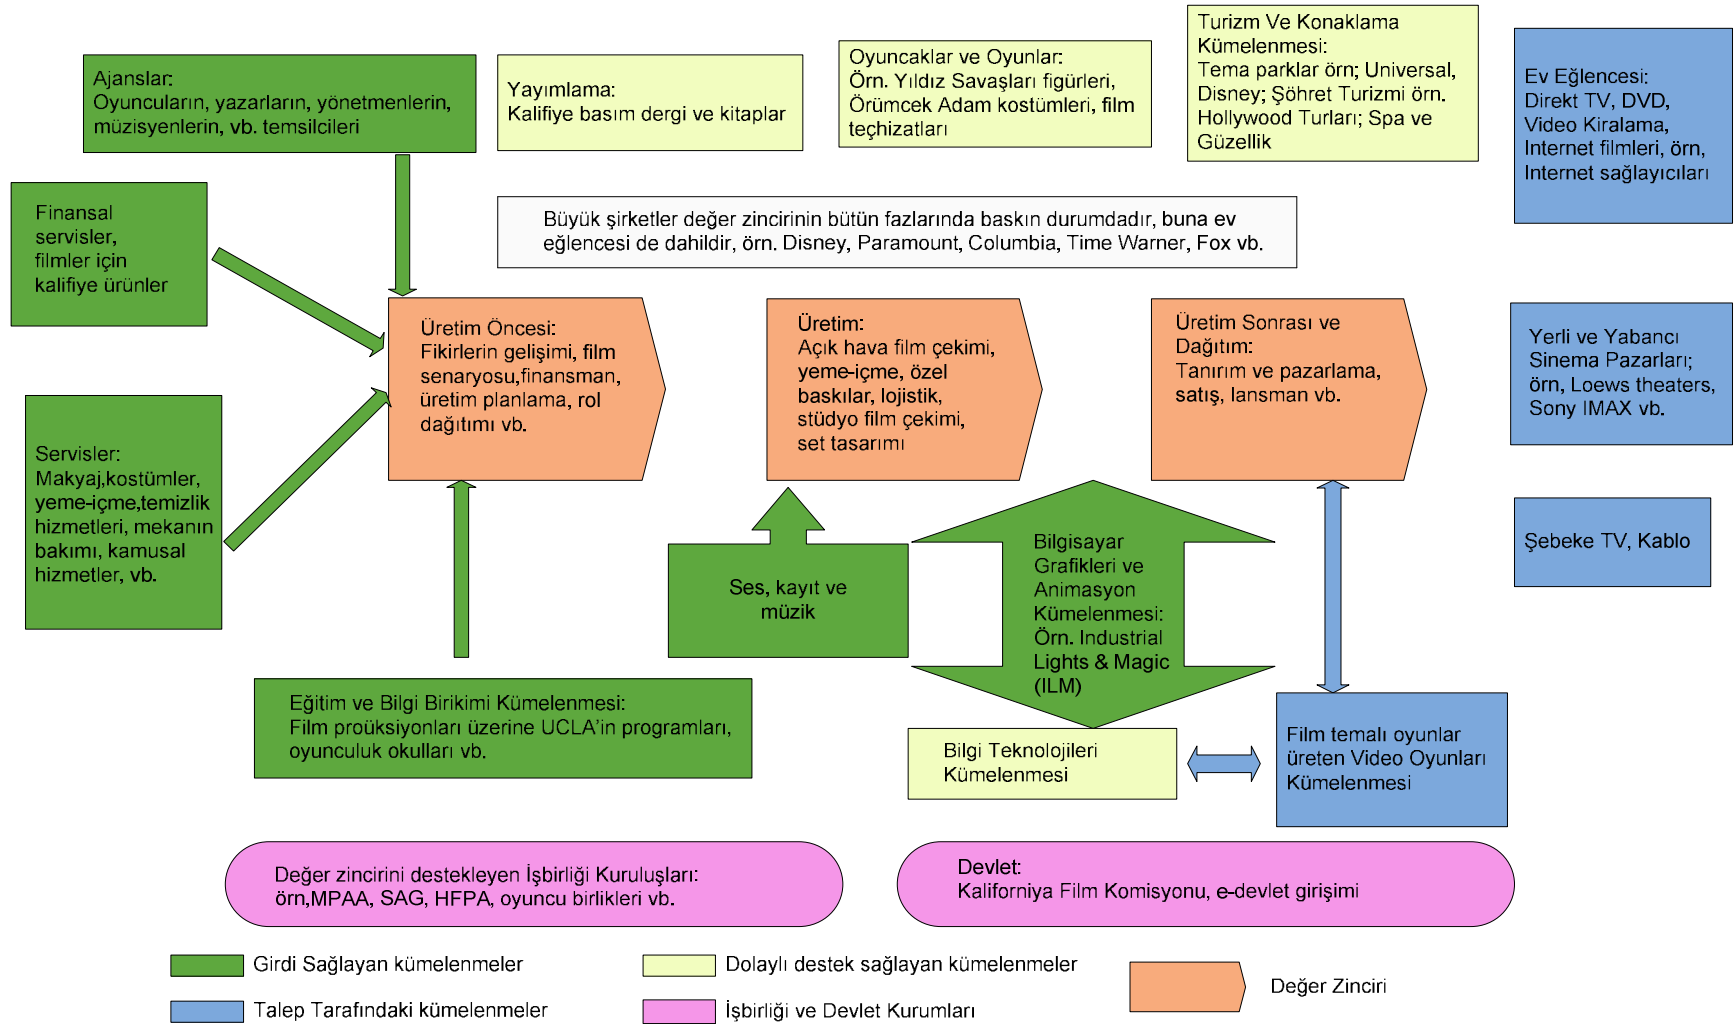 Ajanslar:
Oyuncuların, yazarların, yönetmenlerin,
müzisyenlerin, vb. temsilcileri
Yayımlama:
Kalifiye basım dergi ve kitaplar
Oyuncaklar ve Oyunlar:
Örn. Yıldız Savaşları figürleri,
Örümcek Adam kostümleri, film
teçhizatları
Turizm Ve Konaklama
Kümelenmesi:
Tema parklar örn; Universal,
Disney; Şöhret Turizmi örn.
Hollywood Turları; Spa ve
Güzellik
Ev Eğlencesi:
Direkt TV, DVD,
Video Kiralama,
Internet filmleri, örn,
Internet sağlayıcıları
Finansal
servisler,
filmler için
kalifiye ürünler
Büyük şirketler değer zincirinin bütün fazlarında baskın durumdadır, buna ev
eğlencesi de dahildir, örn. Disney, Paramount, Columbia, Time Warner, Fox vb.
Üretim Öncesi:
Fikirlerin gelişimi, film
senaryosu,finansman,
üretim planlama, rol
dağıtımı vb.
Üretim:
Açık hava film çekimi,
yeme-içme, özel
baskılar, lojistik,
stüdyo film çekimi,
set tasarımı
Üretim Sonrası ve
Dağıtım:
Tanırım ve pazarlama,
satış, lansman vb.
Yerli ve Yabancı
Sinema Pazarları;
örn, Loews theaters,
Sony IMAX vb.
Servisler:
Makyaj,kostümler,
yeme-içme,temizlik
hizmetleri, mekanın
bakımı, kamusal
hizmetler, vb.
Ses, kayıt ve
müzik
Bilgisayar
Grafikleri ve
Animasyon
Kümelenmesi:
Örn. Industrial
Lights & Magic
(ILM)
Şebeke TV, Kablo
Eğitim ve Bilgi Birikimi Kümelenmesi:
Film proüksiyonları üzerine UCLA'in programları,
oyunculuk okulları vb.
Bilgi Teknolojileri
Kümelenmesi
Film temalı oyunlar
üreten Video Oyunları
Kümelenmesi
Değer zincirini destekleyen İşbirliği Kuruluşları:
örn,MPAA, SAG, HFPA, oyuncu birlikleri vb.
Devlet:
Kaliforniya Film Komisyonu, e-devlet girişimi
Girdi Sağlayan kümelenmeler
Dolaylı destek sağlayan kümelenmeler
Değer Zinciri
Talep Tarafındaki kümelenmeler
İşbirliği ve Devlet Kurumları